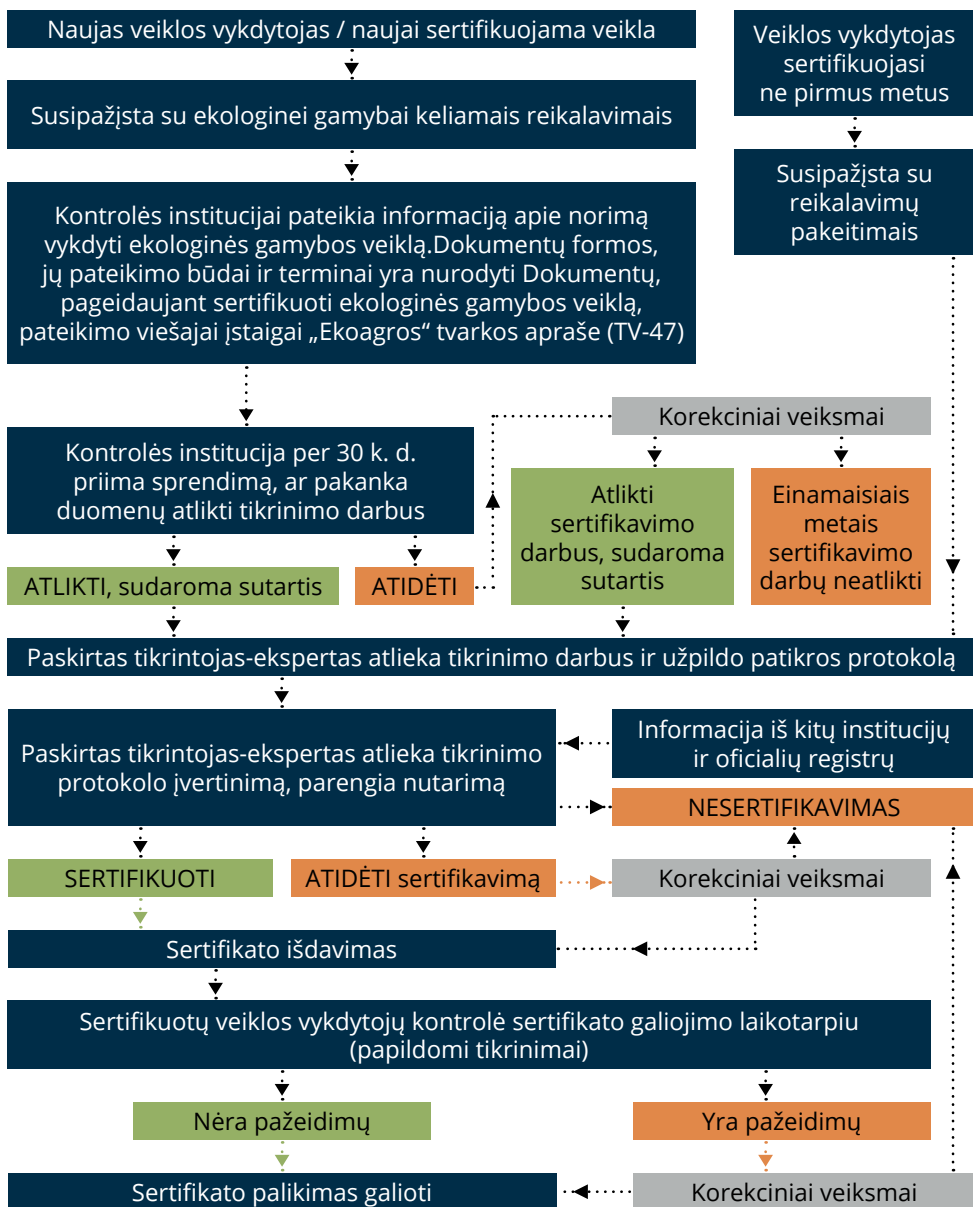 Naujas veiklos vykdytojas / naujai sertifikuojama veikla
Susipažįsta su ekologinei gamybai keliamais reikalavimais
Kontrolės institucijai pateikia informaciją apie norimą
vykdyti ekologinės gamybos veiklą.Dokumentų formos,
jų pateikimo būdai ir terminai yra nurodyti Dokumentų,
pageidaujant sertifikuoti ekologinės gamybos veiklą,
pateikimo viešajai įstaigai „Ekoagros“ tvarkos apraše (TV-47)
Veiklos vykdytojas
sertifikuojasi
ne pirmus metus
Susipažįsta su
reikalavimų
pakeitimais
Kontrolės institucija per 30 k. d.
priima sprendimą, ar pakanka
duomenų atlikti tikrinimo darbus
ATLIKTI, sudaroma sutartis
ATIDĖTI
Korekciniai veiksmai
Atlikti
sertifikavimo
darbus, sudaroma
sutartis
Einamaisiais
metais
sertifikavimo
darbų neatlikti
Paskirtas tikrintojas-ekspertas atlieka tikrinimo darbus ir užpildo patikros protokolą
Paskirtas tikrintojas-ekspertas atlieka tikrinimo
protokolo įvertinimą, parengia nutarimą
Informacija iš kitų institucijų
ir oficialių registrų
NESERTIFIKAVIMAS
SERTIFIKUOTI
ATIDĖTI sertifikavimą
Korekciniai veiksmai
Sertifikato išdavimas
Sertifikuotų veiklos vykdytojų kontrolė sertifikato galiojimo laikotarpiu
(papildomi tikrinimai)
Nėra pažeidimų
Yra pažeidimų
Sertifikato palikimas galioti
Korekciniai veiksmai